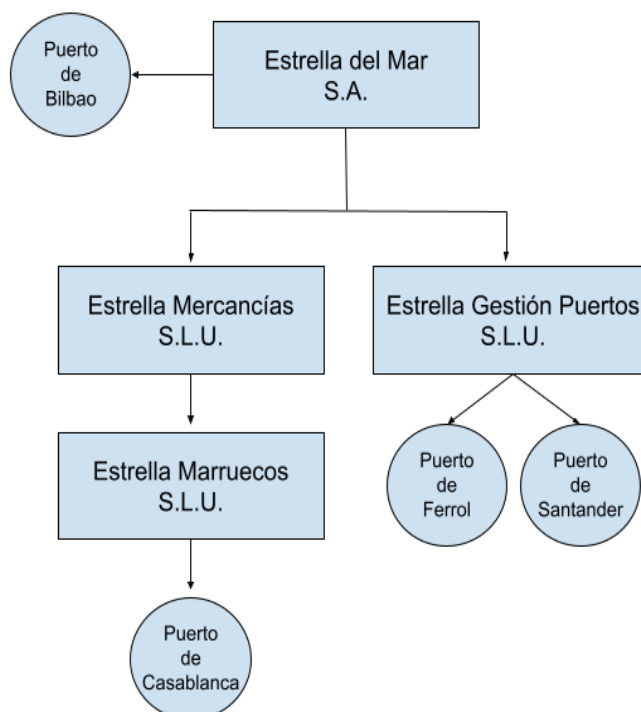 Puerto
de
Bilbao
Estrella del Mar
S.A.
Estrella Mercancías
S.L.U.
Estrella Gestión Puertos
S.L.U.
Estrella Marruecos
S.L.U.
Puerto
de
Ferrol
Puerto
de
Santander
Puerto
de
Casablanca